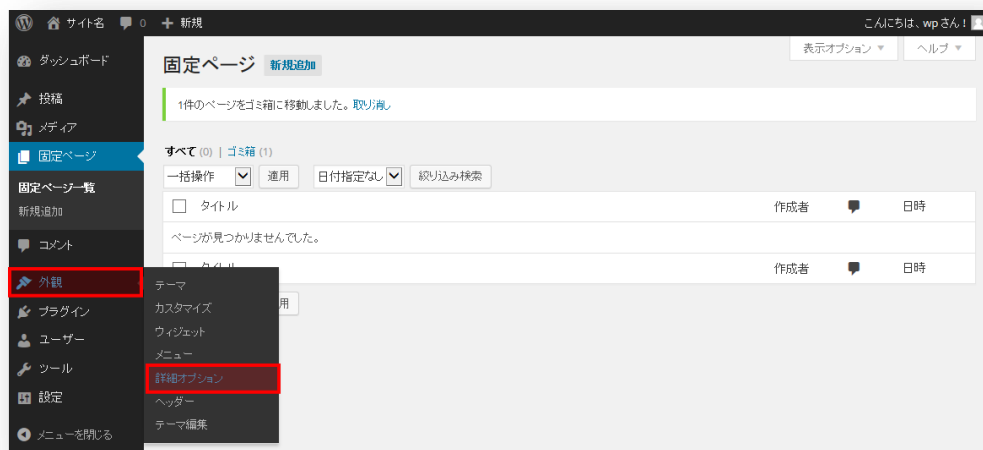 サイト名 0 新規 こんにちは、wp さん!
ダッシュボード
投稿
メディア
固定ページ
固定ページ一覧
新規追加
コメント
外観
プラグイン
ユーザー
ツール
設定
メニューを閉じる
表示オプション ヘルプ
固定ページ 新規追加
1件のページをゴミ箱に移動しました。取り消し
すべて (0) | ゴミ箱 (1)
一括操作 適用 日付指定なし 絞り込み検索
タイトル 作成者 日時
ページが見つかりませんでした。
タイトル 作成者 日時
用
テーマ
カスタマイズ
ウィジェット
メニュー
詳細オプション
ヘッダー
テーマ編集